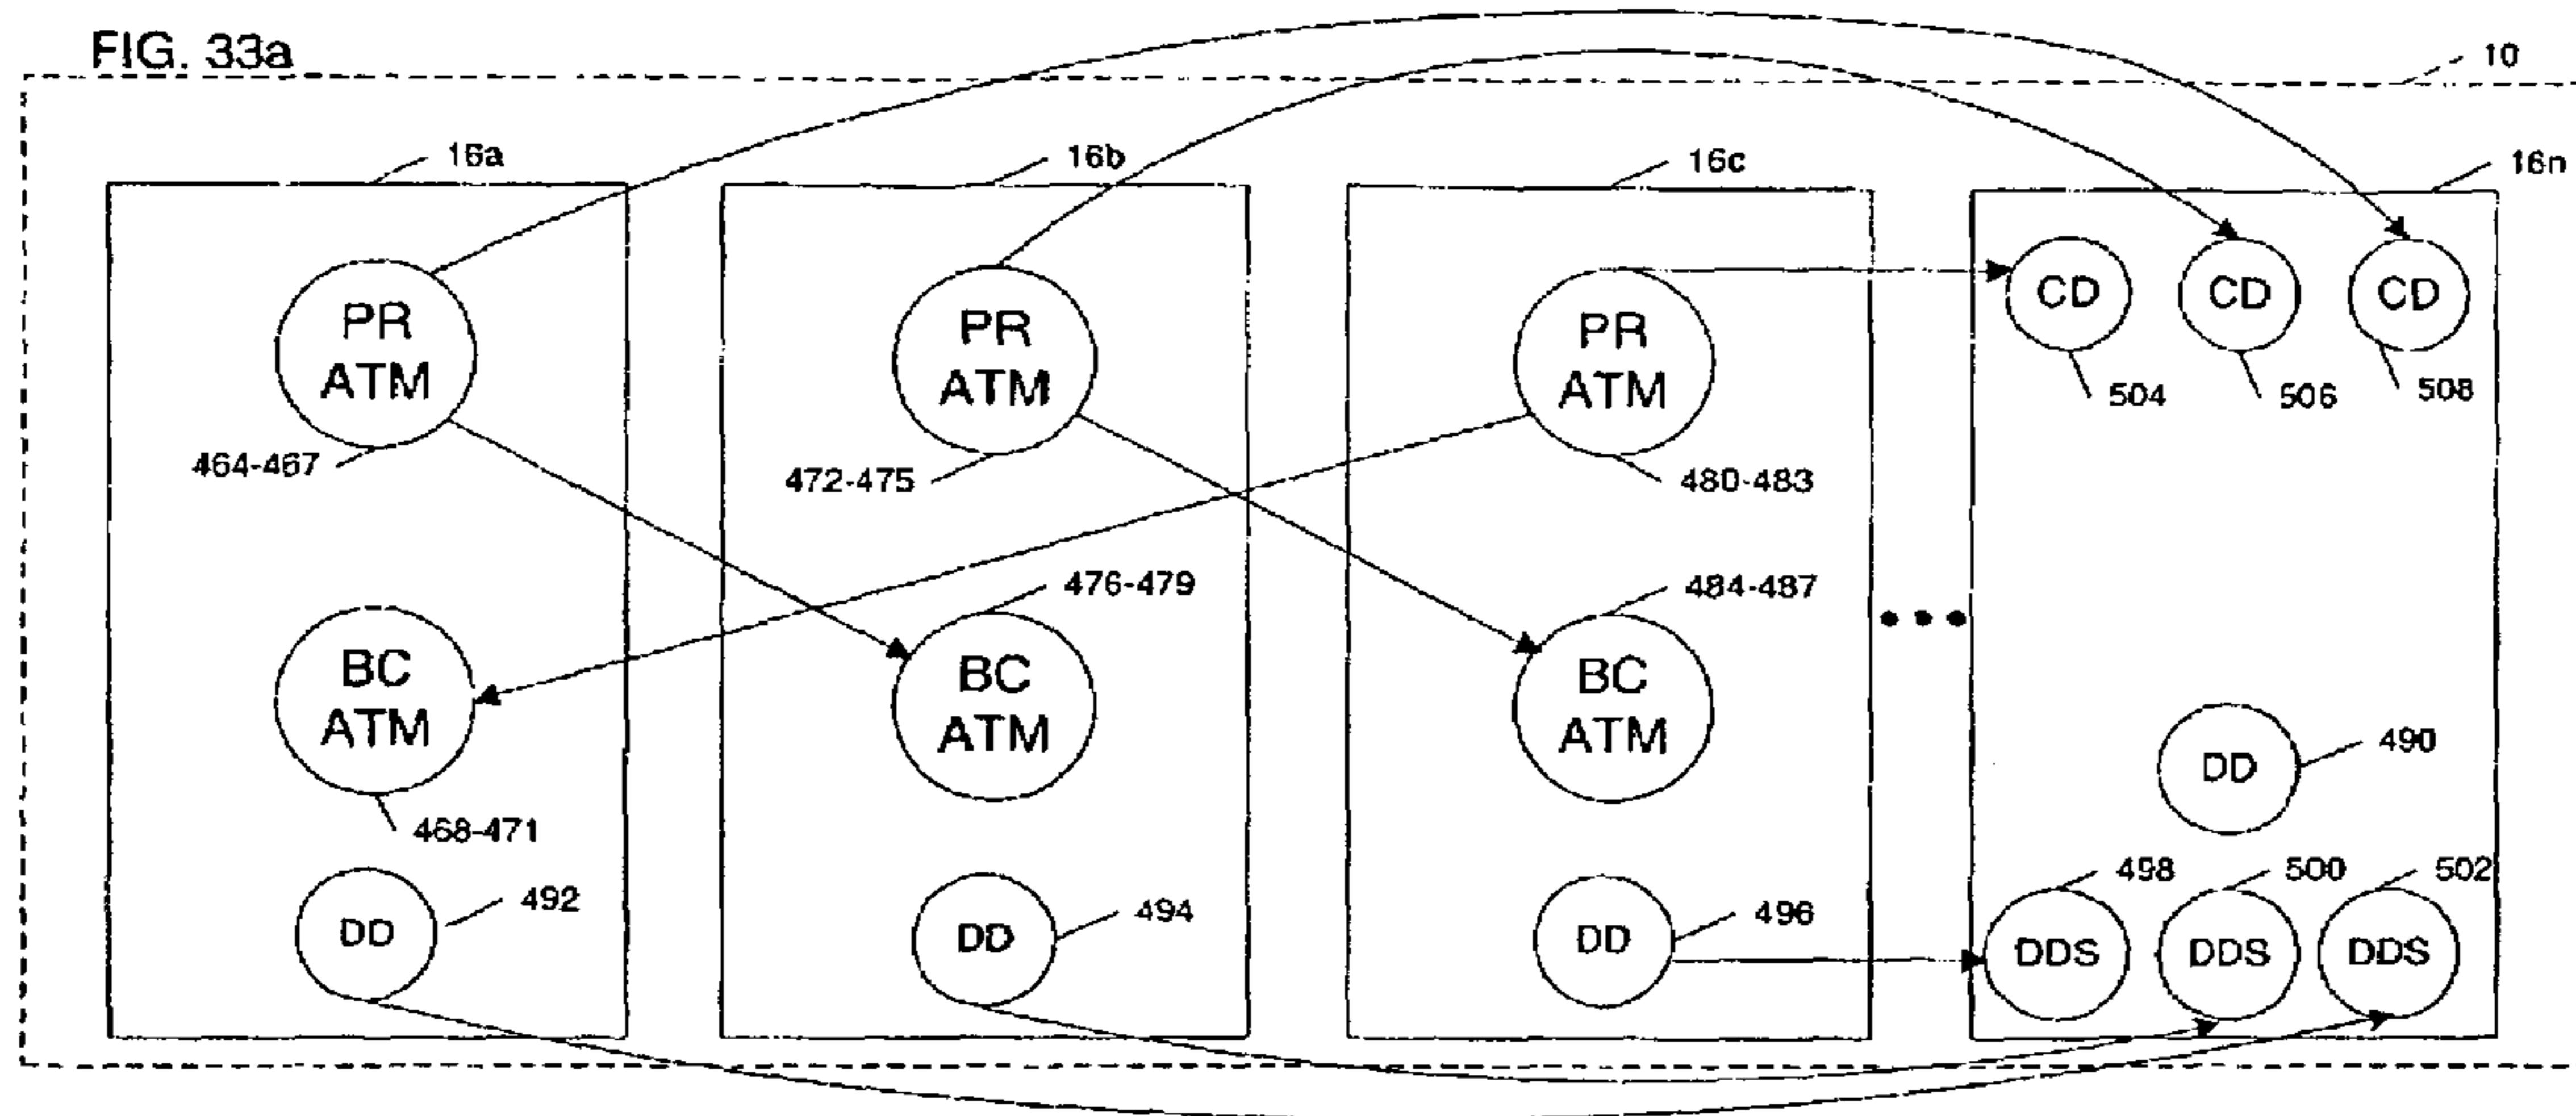 FIG. 33a
10
16a
16b
16c
16n
PR
ATM
PR
ATM
PR
ATM
CD
CD
CD
504
506
508
464-467
472-475
480-483
476-479
484-487
BC
ATM
BC
ATM
BC
ATM
DD
490
468-471
498
500
502
DD
492
DD
494
DD
496
DDS
DDS
DDS